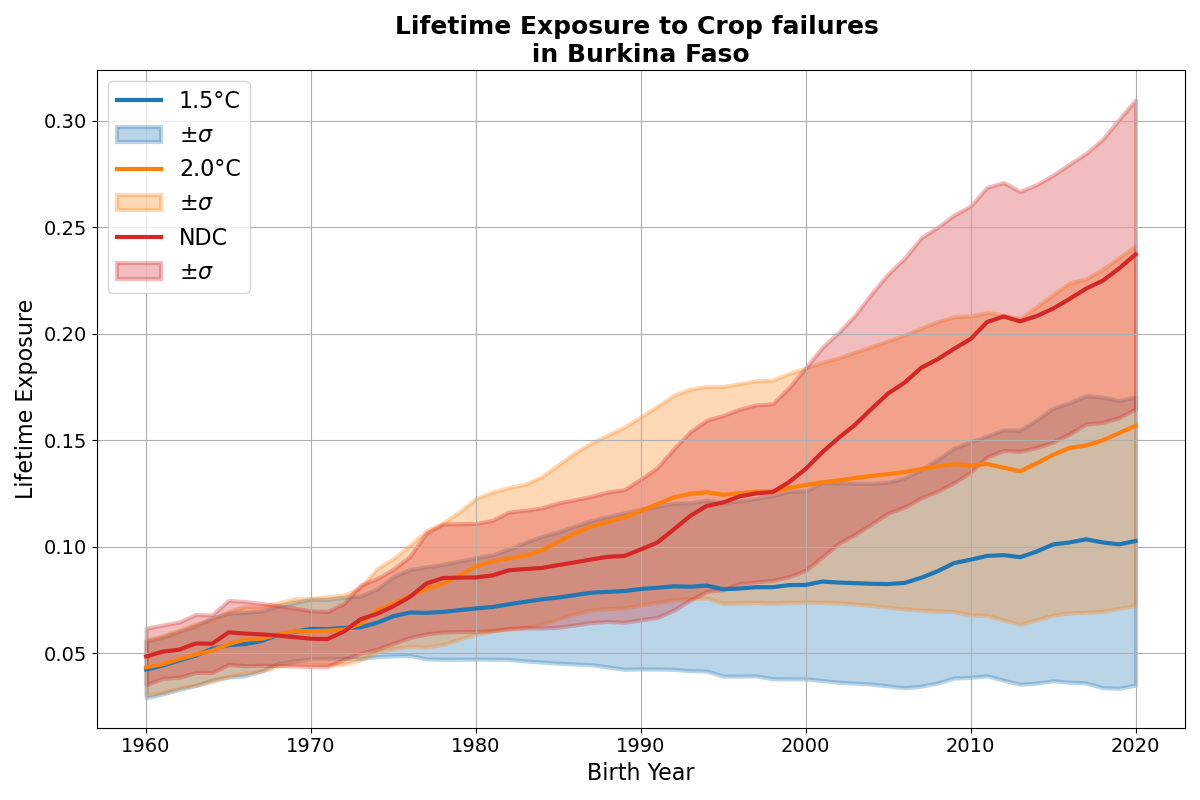 Lifetime Exposure to Crop failures
in Burkina Faso
1.5°C
±σ
2.0°C
±σ
NDC
±σ
Lifetime Exposure
0.30
0.25
0.20
0.15
0.10
0.05
1960 1970 1980 1990 2000 2010 2020
Birth Year